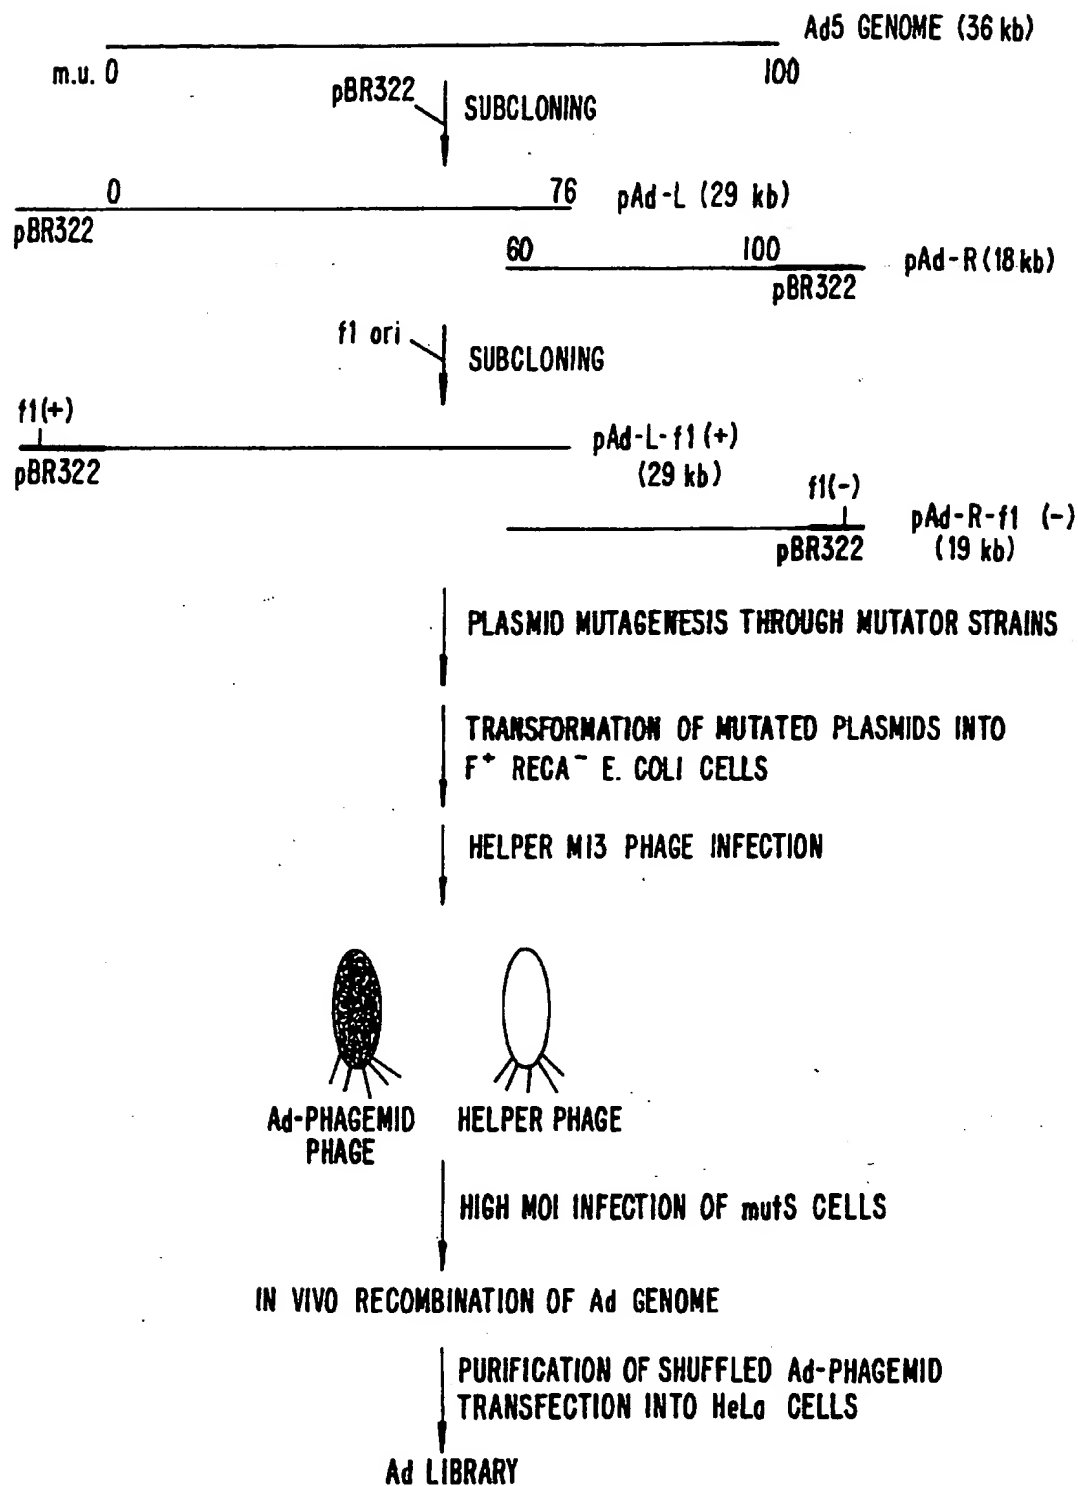 Ad5 GENOME (36 kb)
m.u. 0
100
pBR322
SUBCLONING
0
76
pAd-L (29 kb)
pBR322
60
100
pAd-R (18 kb)
pBR322
f1 ori
SUBCLONING
f1(+)
pBR322
pAd-L-f1 (+)
(29 kb)
f1(-)
pAd-R-f1 (-)
(19 kb)
pBR322
PLASMID MUTAGENESIS THROUGH MUTATOR STRAINS
TRANSFORMATION OF MUTATED PLASMIDS INTO
F⁺ RECA⁻ E. COLI CELLS
HELPER M13 PHAGE INFECTION
Ad-PHAGEMID
PHAGE
HELPER PHAGE
HIGH MOI INFECTION OF mutS CELLS
IN VIVO RECOMBINATION OF Ad GENOME
PURIFICATION OF SHUFFLED Ad-PHAGEMID
TRANSFECTION INTO HeLa CELLS
Ad LIBRARY